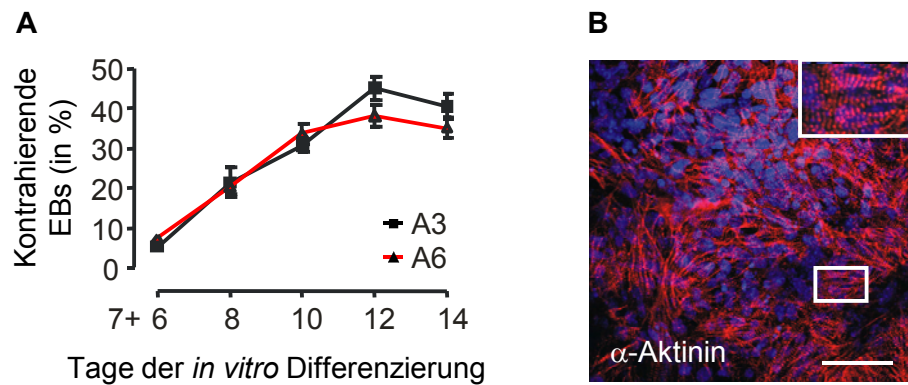 A
Kontrahierende
EBs (in %)
50
40
30
20
10
0
A3
A6
7+ 6 8 10 12 14
Tage der in vitro Differenzierung
B
α-Aktinin